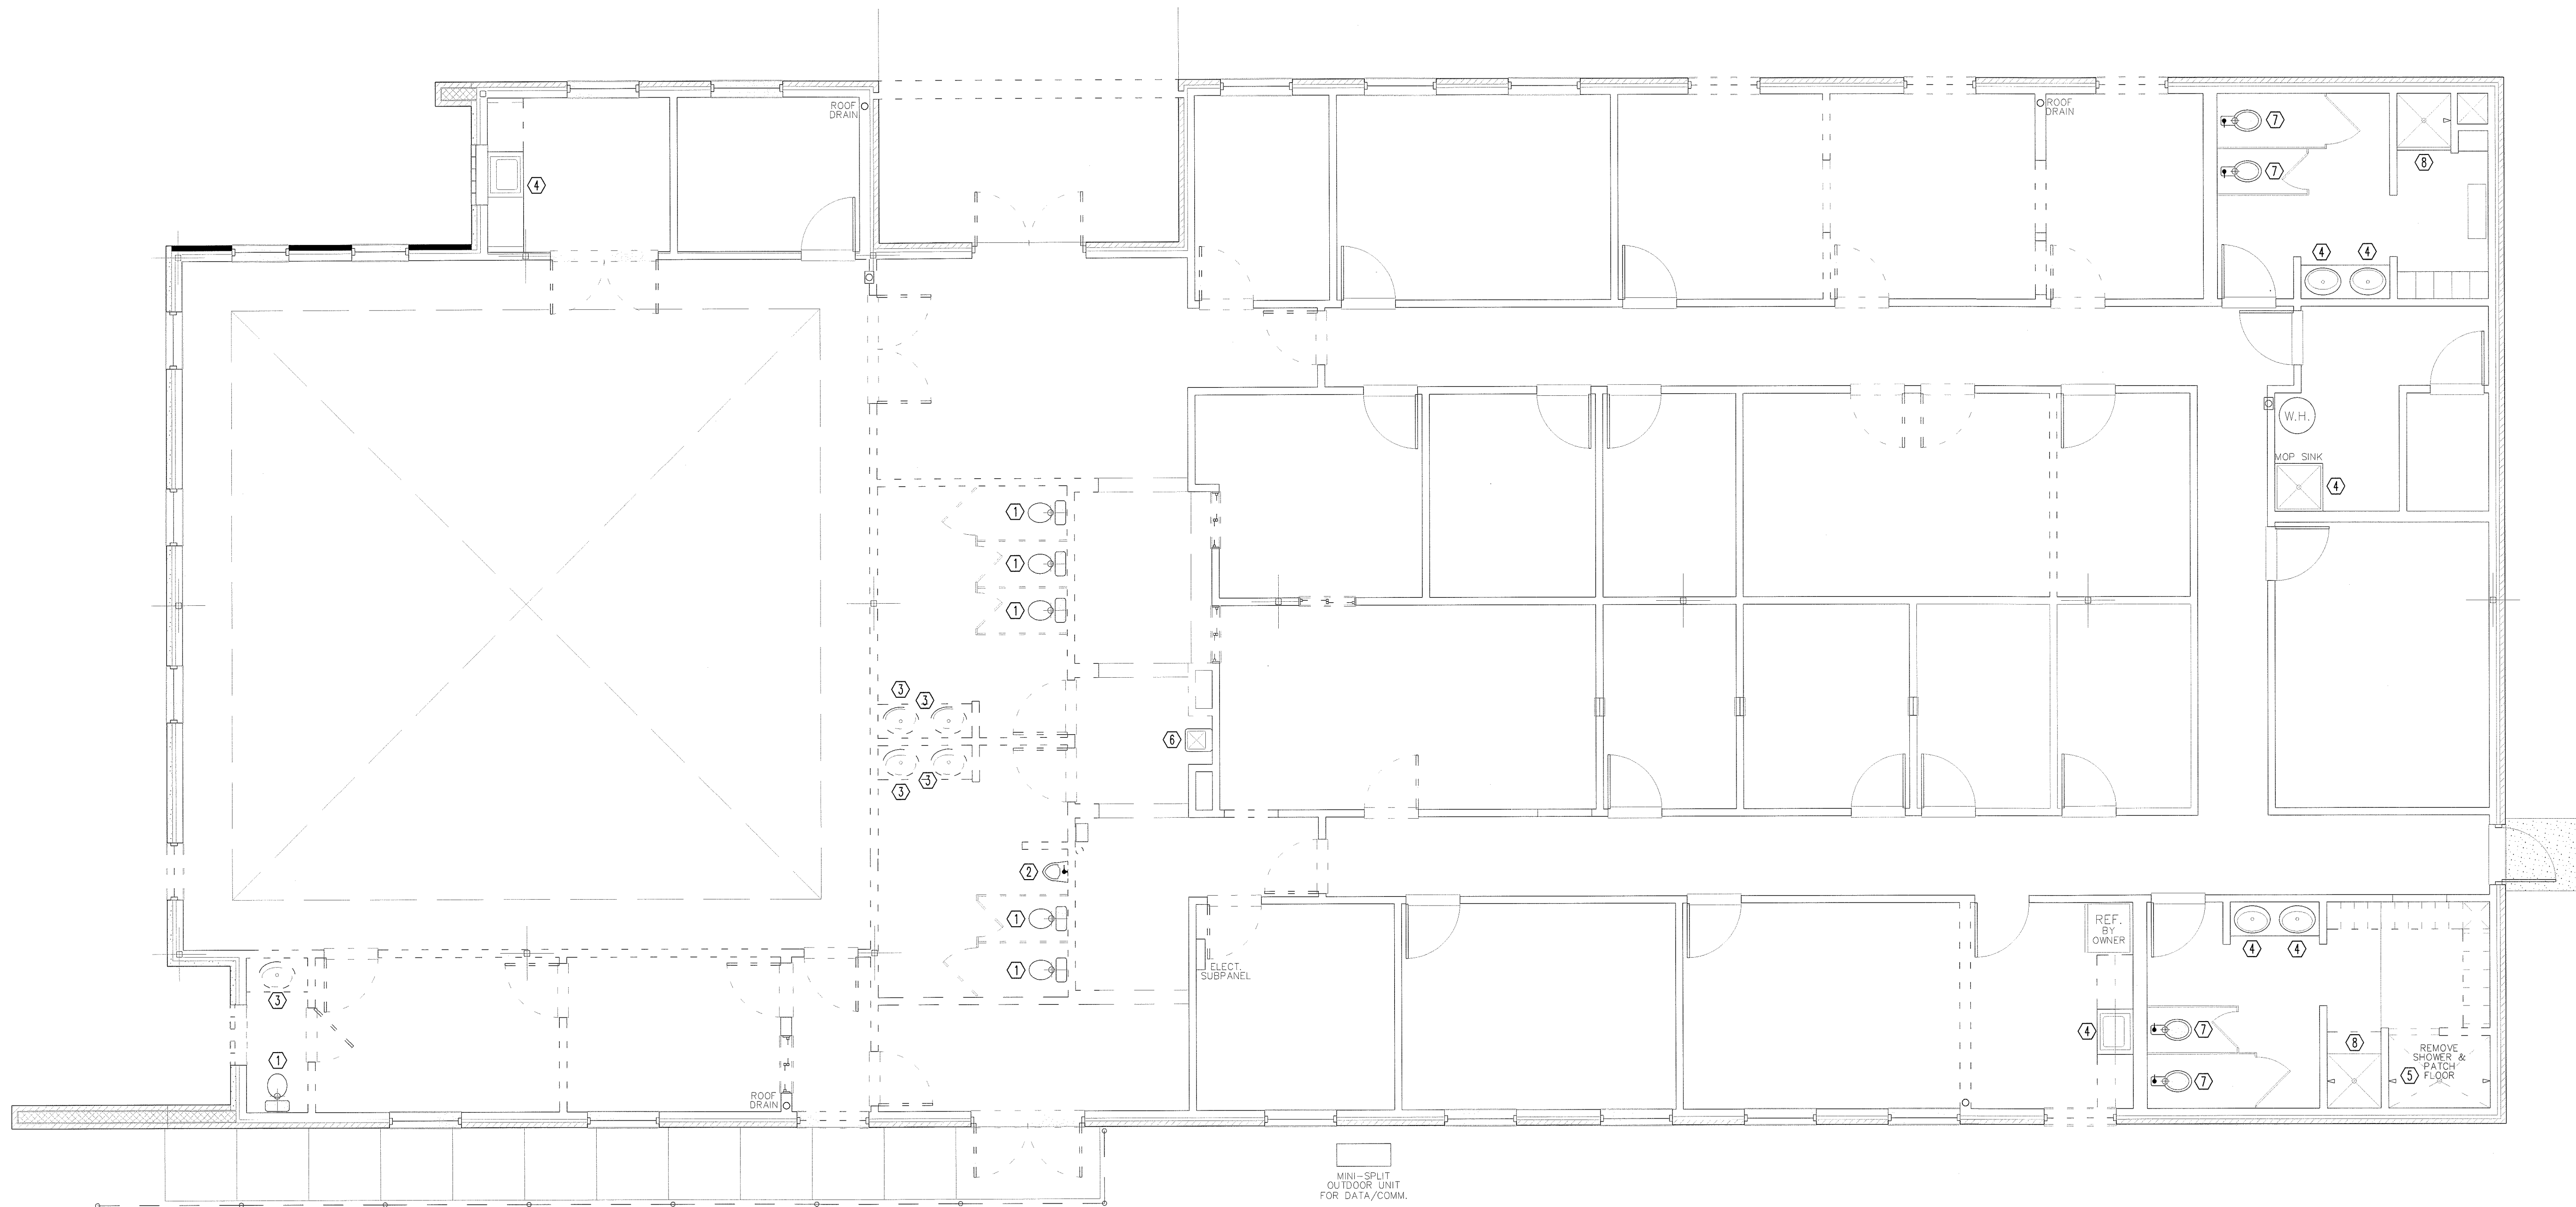 ROOF
DRAIN
ROOF
DRAIN
7
8
7
4
4
4
W.H.
MOP SINK
4
1
1
1
3
3
6
3
3
2
1
1
ELECT.
SUBPANEL
REF.
BY
OWNER
4
4
3
1
4
7
8
7
REMOVE
SHOWER &
PATCH
FLOOR
5
ROOF
DRAIN
MINI-SPLIT
OUTDOOR UNIT
FOR DATA/COMM.